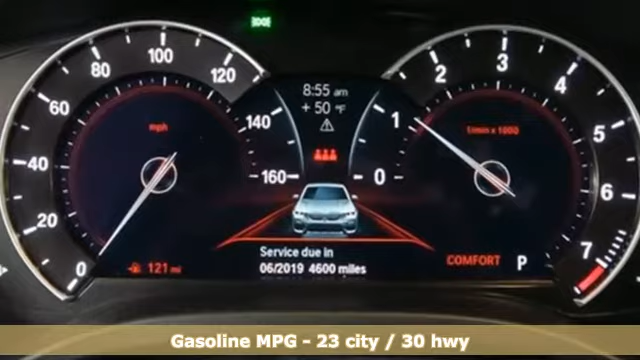 8:55 am
+ 50 °F
0 20 40 60 80 100 120 140 160
mph
0 1 2 3 4 5 6 7
1/min x 1000
121 mi
Service due in
06/2019 4600 miles
COMFORT P
Gasoline MPG - 23 city / 30 hwy